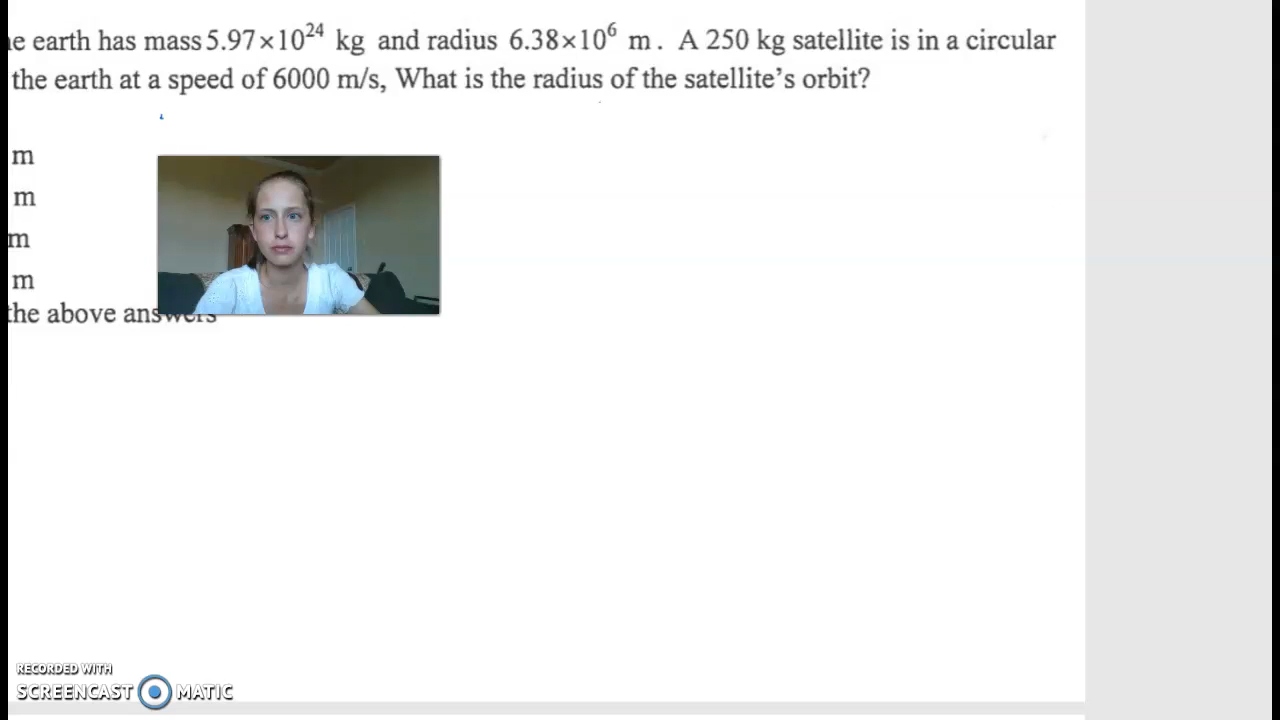 e earth has mass 5.97×10²⁴ kg and radius 6.38×10⁶ m. A 250 kg satellite is in a circular
the earth at a speed of 6000 m/s, What is the radius of the satellite's orbit?
m
m
m
m
the above answers
RECORDED WITH
SCREENCAST MATIC